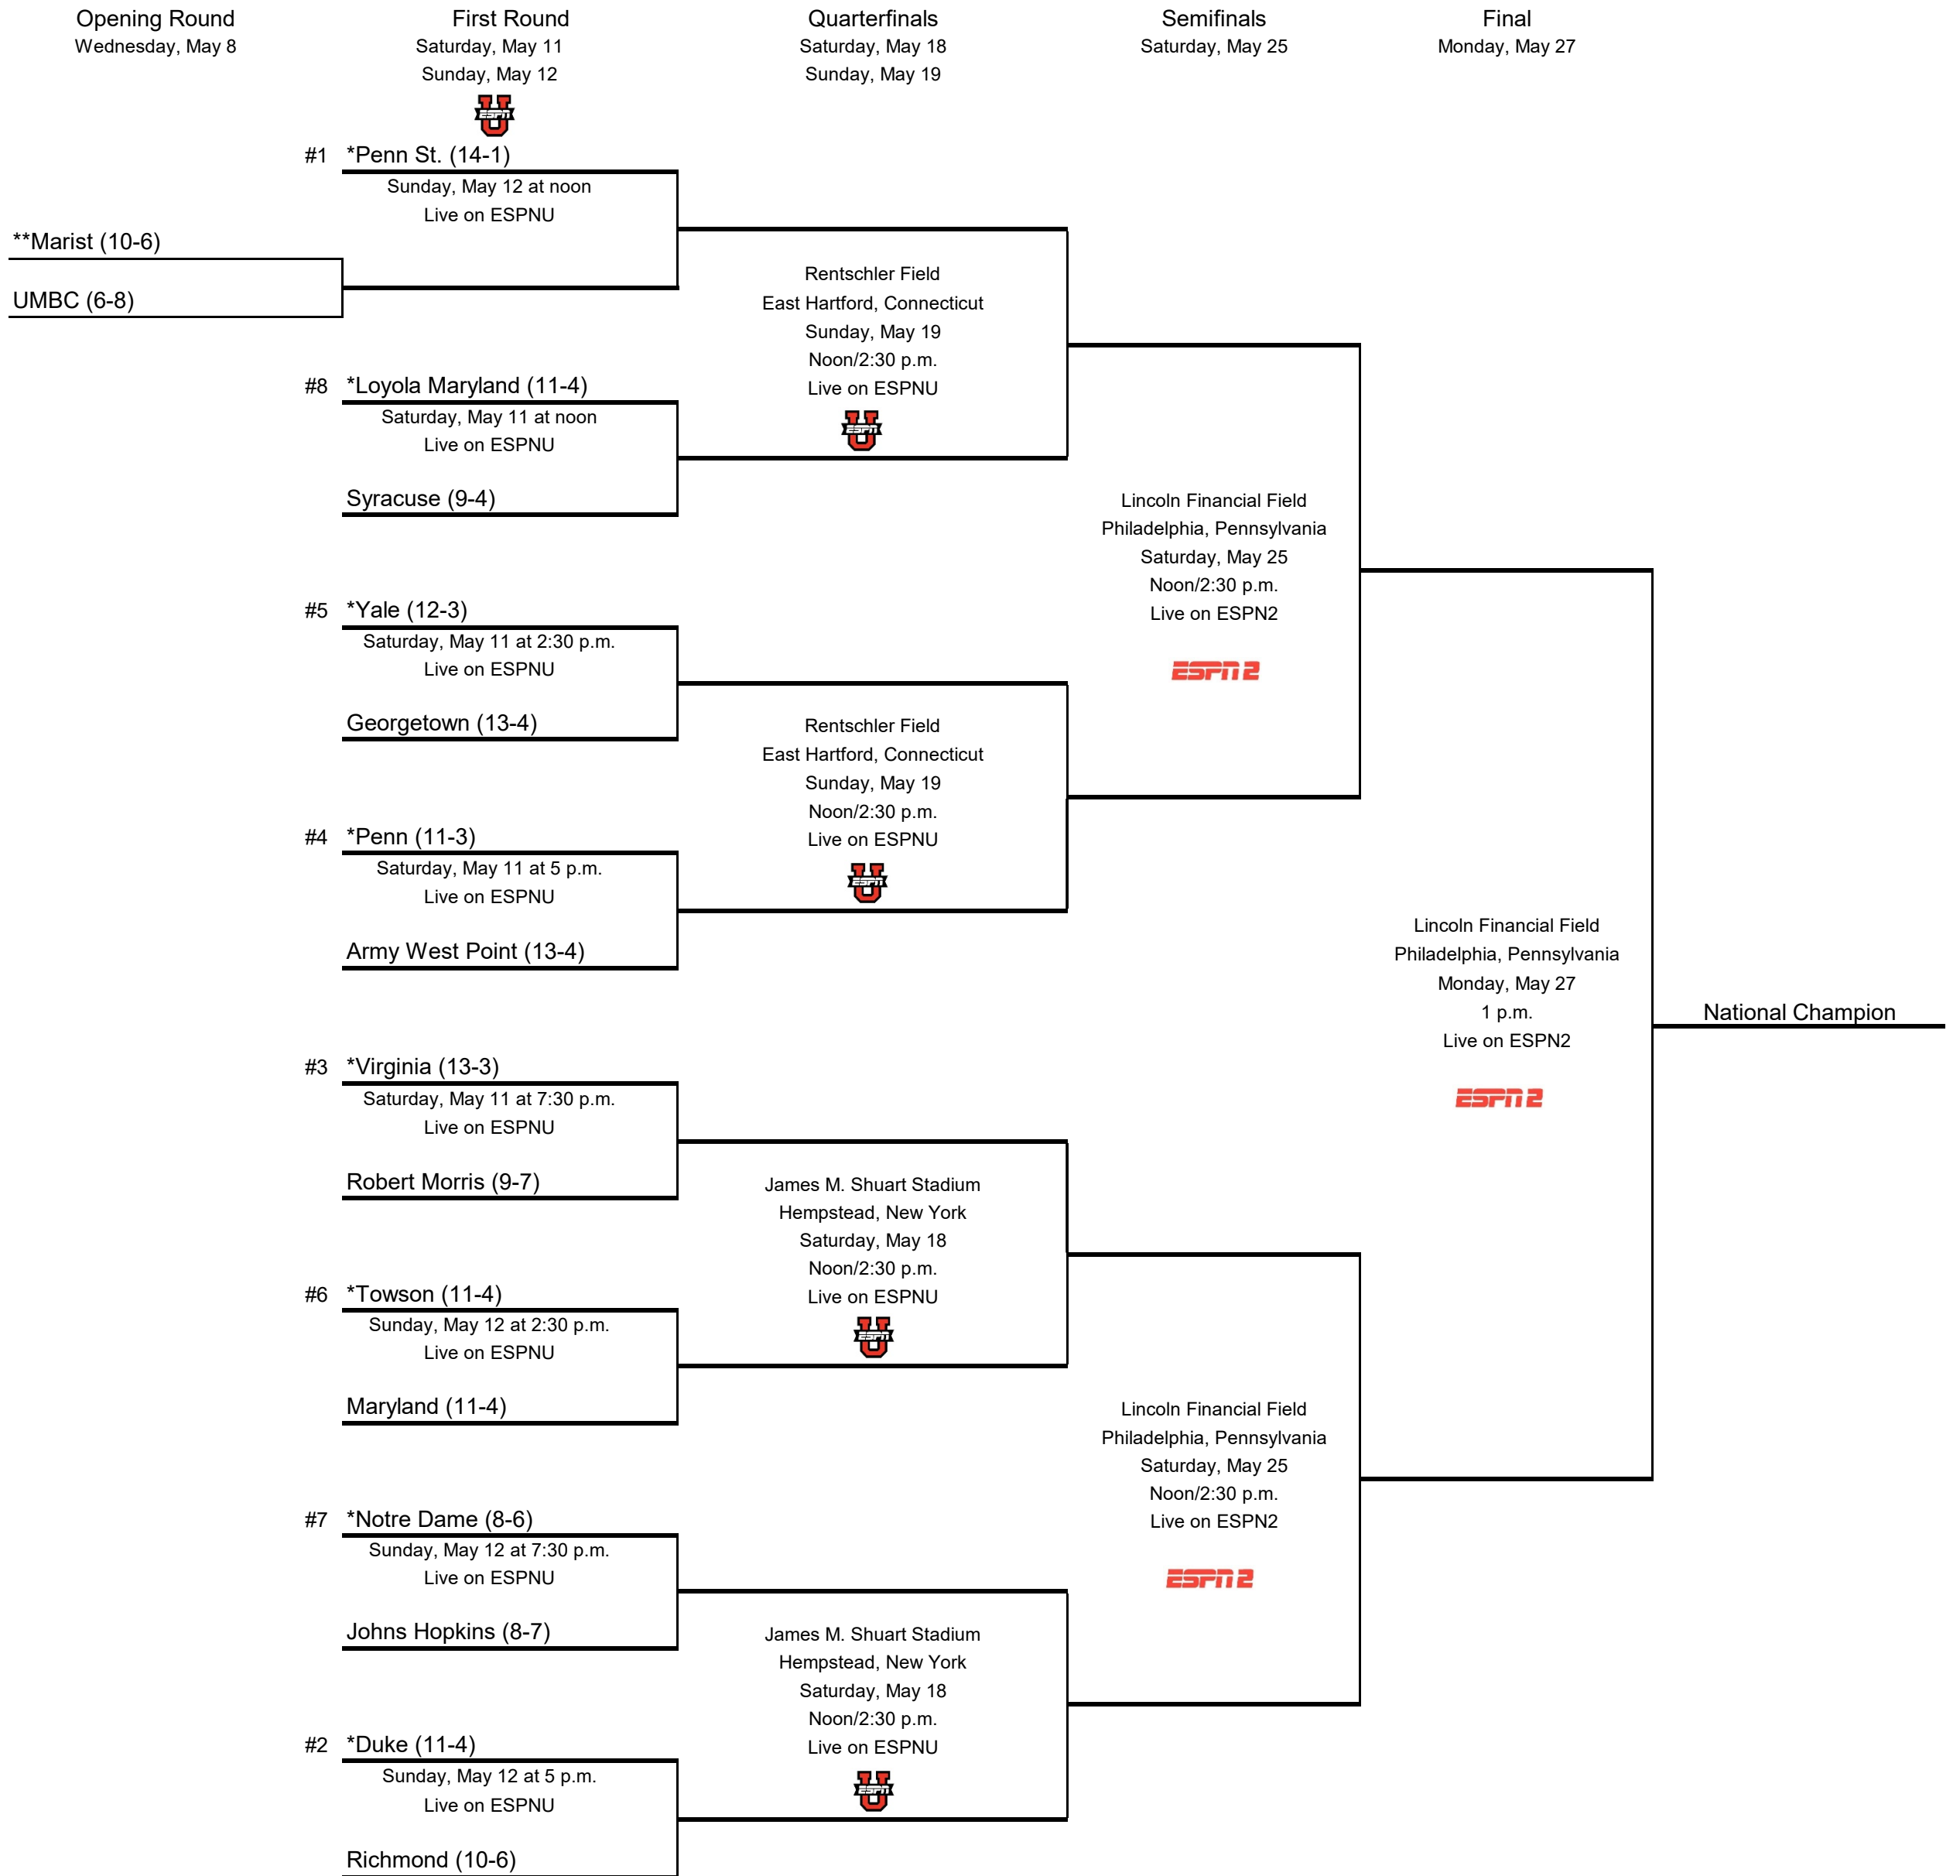 Opening Round
Wednesday, May 8
First Round
Saturday, May 11
Sunday, May 12
Quarterfinals
Saturday, May 18
Sunday, May 19
Semifinals
Saturday, May 25
Final
Monday, May 27
ESPN U
**Marist (10-6)
UMBC (6-8)
#1 *Penn St. (14-1)
Sunday, May 12 at noon
Live on ESPNU
#8 *Loyola Maryland (11-4)
Saturday, May 11 at noon
Live on ESPNU
Syracuse (9-4)
#5 *Yale (12-3)
Saturday, May 11 at 2:30 p.m.
Live on ESPNU
Georgetown (13-4)
#4 *Penn (11-3)
Saturday, May 11 at 5 p.m.
Live on ESPNU
Army West Point (13-4)
#3 *Virginia (13-3)
Saturday, May 11 at 7:30 p.m.
Live on ESPNU
Robert Morris (9-7)
#6 *Towson (11-4)
Sunday, May 12 at 2:30 p.m.
Live on ESPNU
Maryland (11-4)
#7 *Notre Dame (8-6)
Sunday, May 12 at 7:30 p.m.
Live on ESPNU
Johns Hopkins (8-7)
#2 *Duke (11-4)
Sunday, May 12 at 5 p.m.
Live on ESPNU
Richmond (10-6)
Rentschler Field
East Hartford, Connecticut
Sunday, May 19
Noon/2:30 p.m.
Live on ESPNU
ESPN U
Rentschler Field
East Hartford, Connecticut
Sunday, May 19
Noon/2:30 p.m.
Live on ESPNU
ESPN U
James M. Shuart Stadium
Hempstead, New York
Saturday, May 18
Noon/2:30 p.m.
Live on ESPNU
ESPN U
James M. Shuart Stadium
Hempstead, New York
Saturday, May 18
Noon/2:30 p.m.
Live on ESPNU
ESPN U
Lincoln Financial Field
Philadelphia, Pennsylvania
Saturday, May 25
Noon/2:30 p.m.
Live on ESPN2
ESPN 2
Lincoln Financial Field
Philadelphia, Pennsylvania
Saturday, May 25
Noon/2:30 p.m.
Live on ESPN2
ESPN 2
Lincoln Financial Field
Philadelphia, Pennsylvania
Monday, May 27
1 p.m.
Live on ESPN2
ESPN 2
National Champion